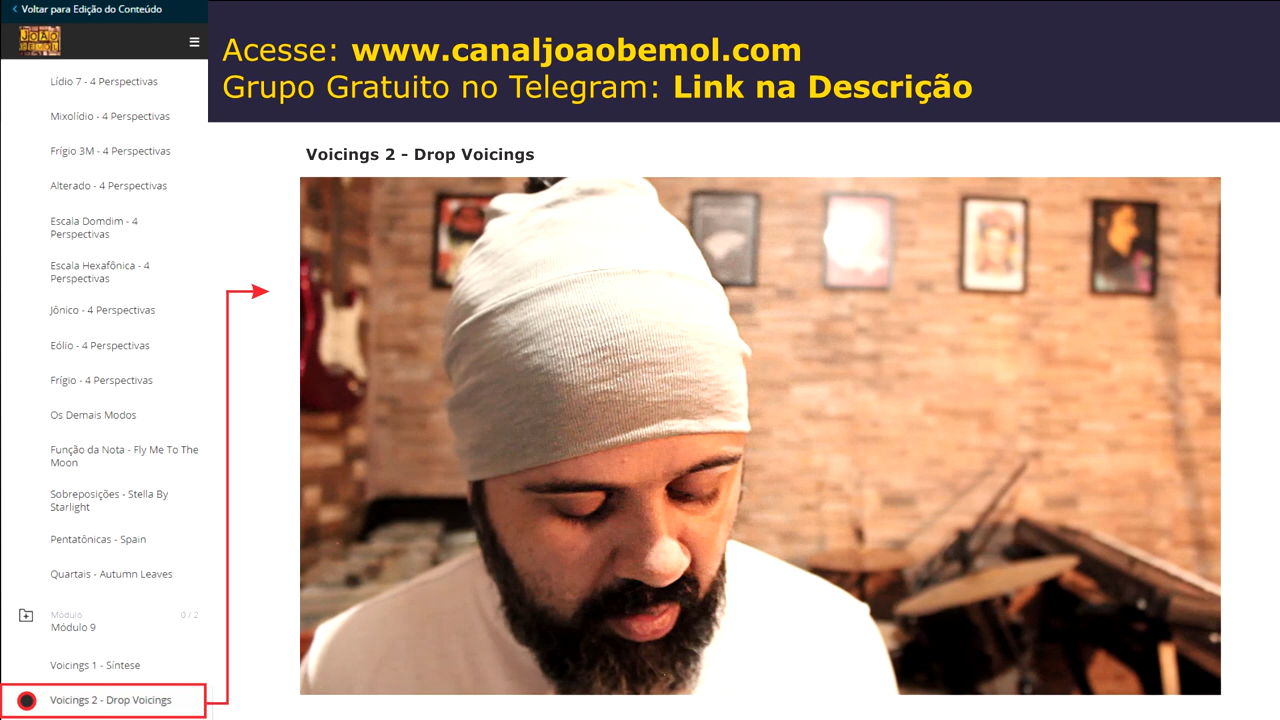 Voltar para Edição do Conteúdo
JOÃO
BEMOL
Acesse: www.canaljoaobemol.com
Grupo Gratuito no Telegram: Link na Descrição
Lídio 7 - 4 Perspectivas
Mixolídio - 4 Perspectivas
Frígio 3M - 4 Perspectivas
Alterado - 4 Perspectivas
Escala Domdim - 4
Perspectivas
Escala Hexafônica - 4
Perspectivas
Jônico - 4 Perspectivas
Eólio - 4 Perspectivas
Frígio - 4 Perspectivas
Os Demais Modos
Função da Nota - Fly Me To The
Moon
Sobreposições - Stella By
Starlight
Pentatônicas - Spain
Quartais - Autumn Leaves
Módulo 0 / 2
Módulo 9
Voicings 1 - Síntese
Voicings 2 - Drop Voicings
Voicings 2 - Drop Voicings